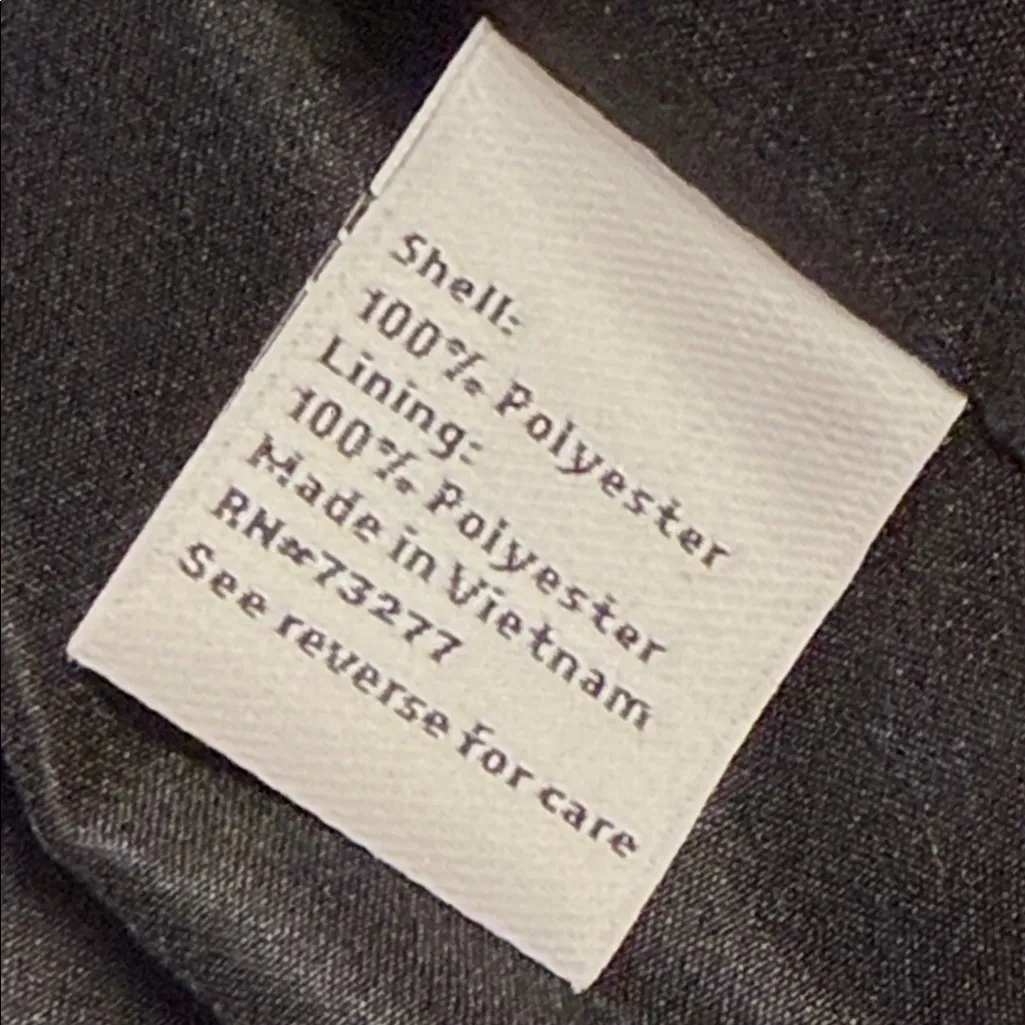 Shell:
100% Polyester
Lining:
100% Polyester
Made in Vietnam
RN#73277
See reverse for care